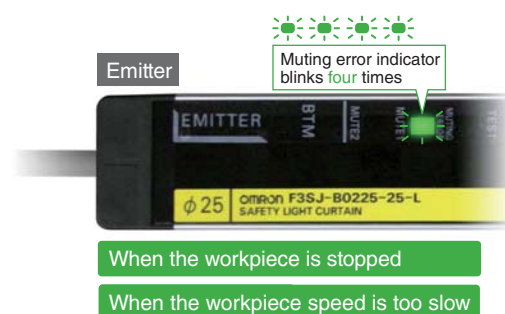 Emitter
Muting error indicator
blinks four times
EMITTER
BTM
MUTE2
MUTE1
MUTING
TEST
φ25
OMRON F3SJ-B0225-25-L
SAFETY LIGHT CURTAIN
When the workpiece is stopped
When the workpiece speed is too slow